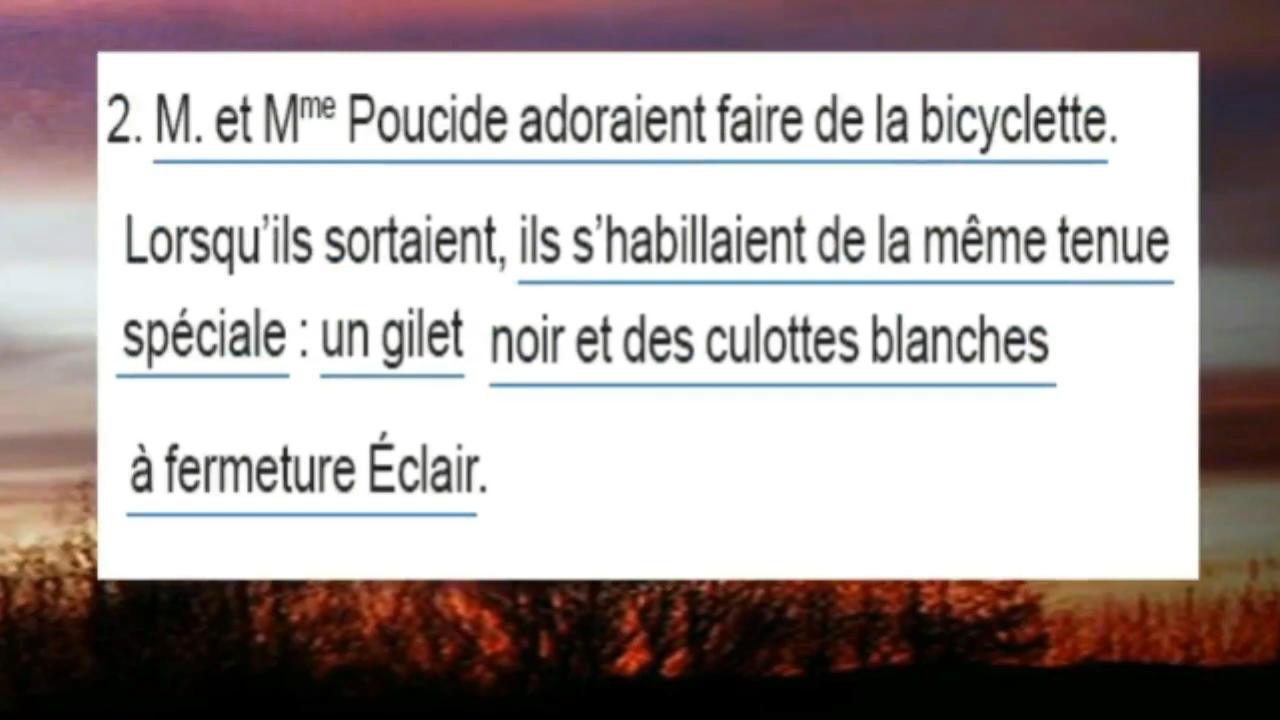 2. M. et Mme Poucide adoraient faire de la bicyclette.
Lorsqu’ils sortaient, ils s’habillaient de la même tenue
spéciale : un gilet noir et des culottes blanches
à fermeture Éclair.